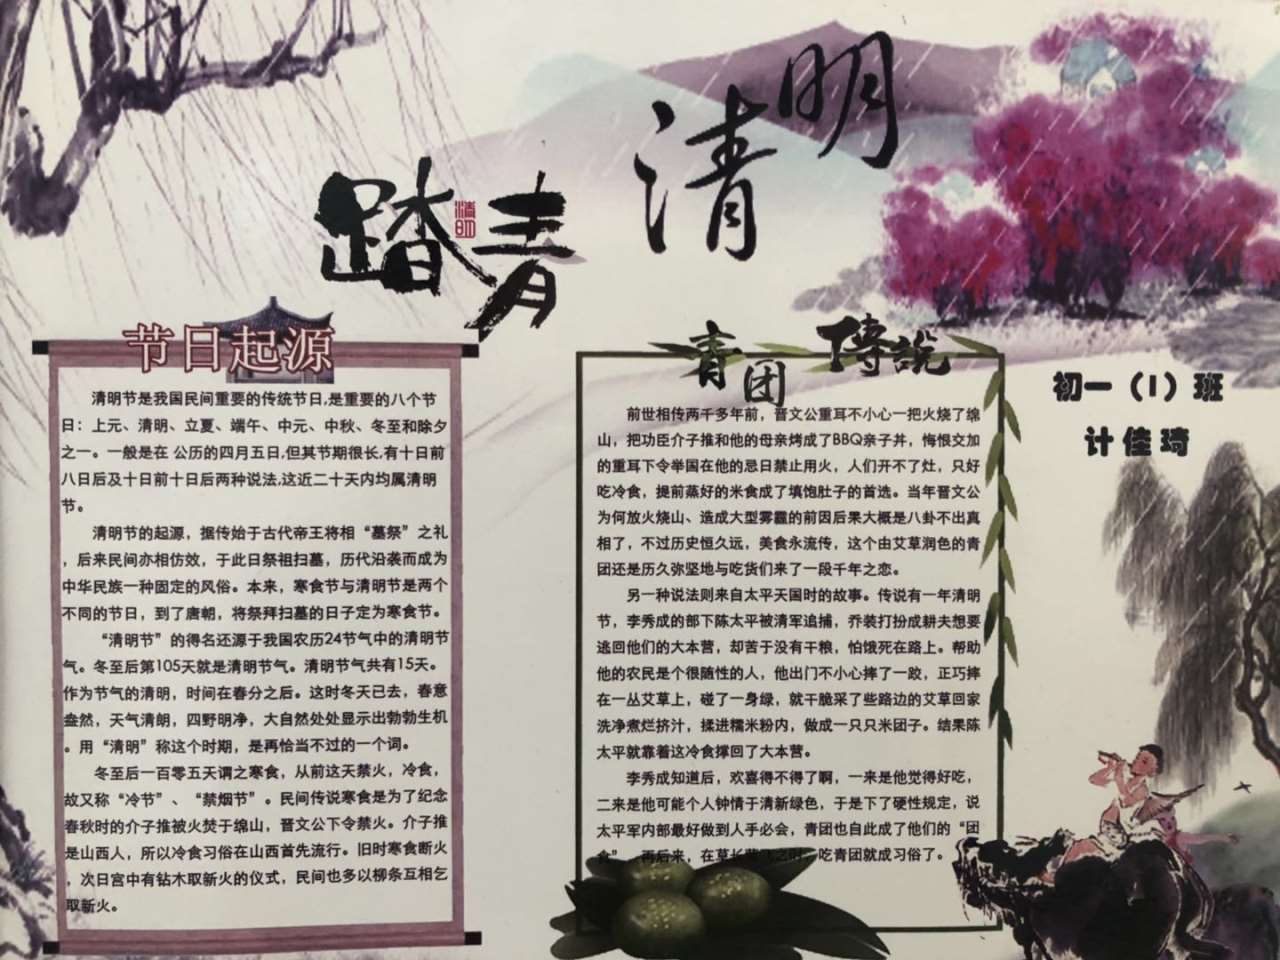 清明
踏青
清明
节日起源
清明节是我国民间重要的传统节日,是重要的八个节
日：上元、清明、立夏、端午、中元、中秋、冬至和除夕
之一。一般是在 公历的四月五日,但其节期很长,有十日前
八日后及十日前十日后两种说法,这近二十天内均属清明
节。
清明节的起源，据传始于古代帝王将相“墓祭”之礼
，后来民间亦相仿效，于此日祭祖扫墓，历代沿袭而成为
中华民族一种固定的风俗。本来，寒食节与清明节是两个
不同的节日，到了唐朝，将祭拜扫墓的日子定为寒食节。
“清明节”的得名还源于我国农历24节气中的清明节
气。冬至后第105天就是清明节气。清明节气共有15天。
作为节气的清明，时间在春分之后。这时冬天已去，春意
盎然，天气清朗，四野明净，大自然处处显示出勃勃生机
。用“清明”称这个时期，是再恰当不过的一个词。
冬至后一百零五天谓之寒食，从前这天禁火，冷食，
故又称“冷节”、“禁烟节”。民间传说寒食是为了纪念
春秋时的介子推被火焚于绵山，晋文公下令禁火。介子推
是山西人，所以冷食习俗在山西首先流行。旧时寒食断火
，次日宫中有钻木取新火的仪式，民间也多以柳条互相乞
取新火。
青团傳說
前世相传两千多年前，晋文公重耳不小心一把火烧了绵
山，把功臣介子推和他的母亲烤成了BBQ亲子丼，悔恨交加
的重耳下令举国在他的忌日禁止用火，人们开不了灶，只好
吃冷食，提前蒸好的米食成了填饱肚子的首选。当年晋文公
为何放火烧山、造成大型雾霾的前因后果大概是八卦不出真
相了，不过历史恒久远，美食永流传，这个由艾草润色的青
团还是历久弥坚地与吃货们来了一段千年之恋。
另一种说法则来自太平天国时的故事。传说有一年清明
节，李秀成的部下陈太平被清军追捕，乔装打扮成耕夫想要
逃回他们的大本营，却苦于没有干粮，怕饿死在路上。帮助
他的农民是个很随性的人，他出门不小心摔了一跤，正巧摔
在一丛艾草上，碰了一身绿，就干脆采了些路边的艾草回家
洗净煮烂挤汁，揉进糯米粉内，做成一只只米团子。结果陈
太平就靠着这冷食撑回了大本营。
李秀成知道后，欢喜得不得了啊，一来是他觉得好吃，
二来是他可能个人钟情于清新绿色，于是下了硬性规定，说
太平军内部最好做到人手必会，青团也自此成了他们的“团
食”。再后来，在草长莺飞之时，吃青团就成习俗了。
初一（1）班
计佳琦